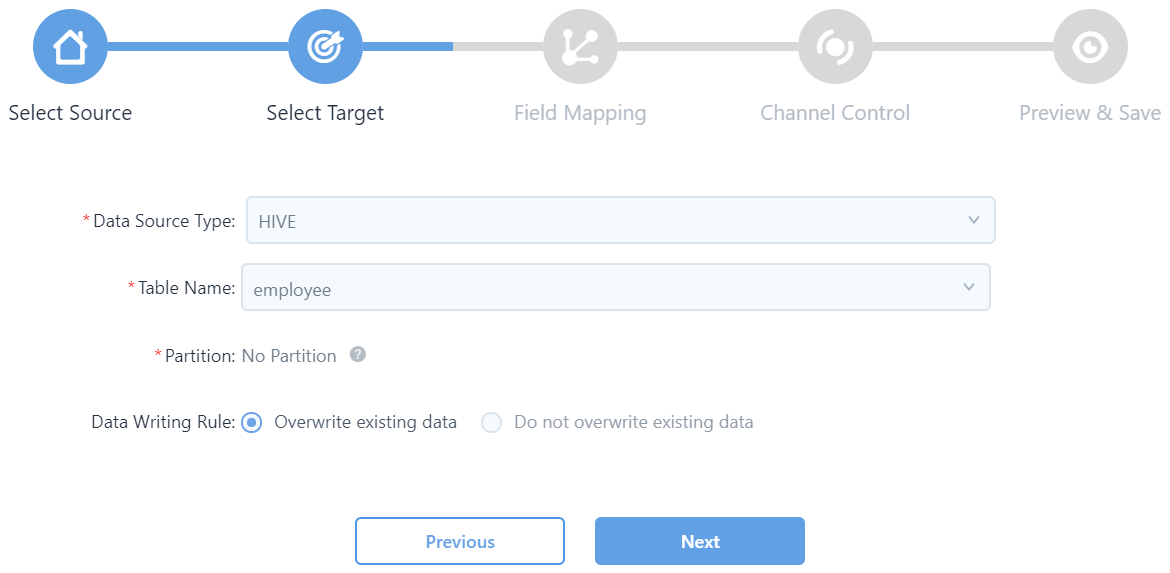 Select Source Select Target Field Mapping Channel Control Preview & Save
* Data Source Type: HIVE
* Table Name: employee
* Partition: No Partition ?
Data Writing Rule: Overwrite existing data Do not overwrite existing data
Previous Next